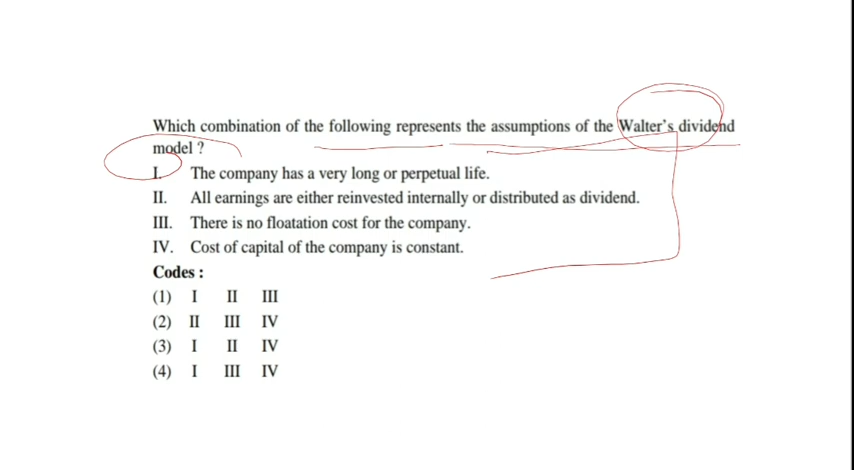 Which combination of the following represents the assumptions of the Walter's dividend
model ?
I. The company has a very long or perpetual life.
II. All earnings are either reinvested internally or distributed as dividend.
III. There is no floatation cost for the company.
IV. Cost of capital of the company is constant.
Codes :
(1) I II III
(2) II III IV
(3) I II IV
(4) I III IV